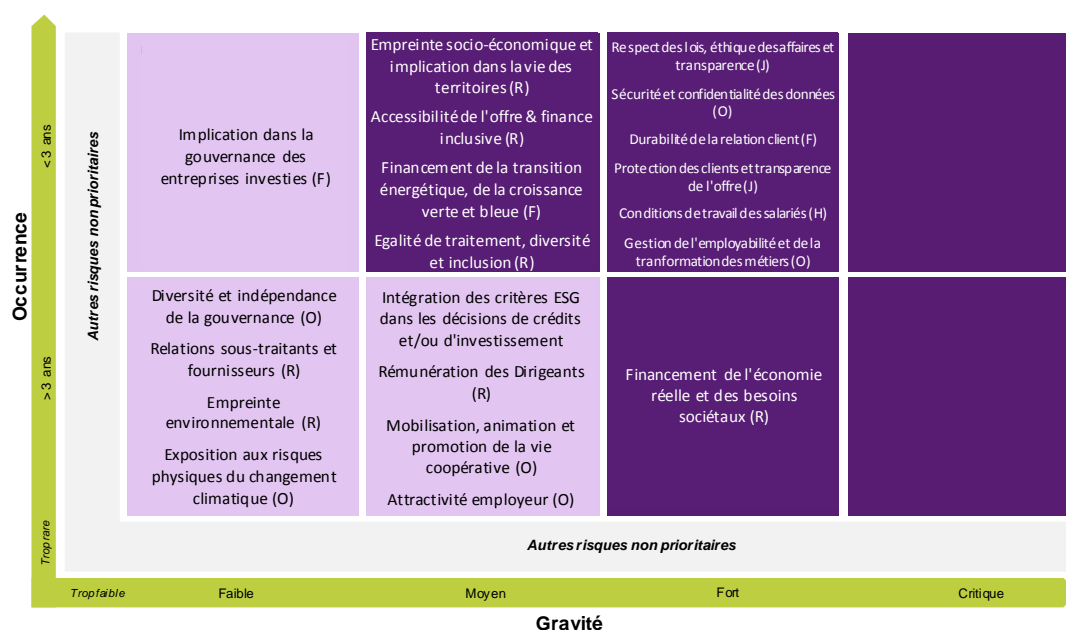 Occurrence
< 3 ans
> 3 ans
Trop rare
Autres risques non prioritaires
Implication dans la
gouvernance des
entreprises investies (F)
Empreinte socio-économique et
implication dans la vie des
territoires (R)
Accessibilité de l'offre & finance
inclusive (R)
Financement de la transition
énergétique, de la croissance
verte et bleue (F)
Egalité de traitement, diversité
et inclusion (R)
Respect des lois, éthique des affaires et
transparence (J)
Sécurité et confidentialité des données
(O)
Durabilité de la relation client (F)
Protection des clients et transparence
de l'offre (J)
Conditions de travail des salariés (H)
Gestion de l'employabilité et de la
tranformation des métiers (O)
Diversité et indépendance
de la gouvernance (O)
Relations sous-traitants et
fournisseurs (R)
Empreinte
environnementale (R)
Exposition aux risques
physiques du changement
climatique (O)
Intégration des critères ESG
dans les décisions de crédits
et/ou d'investissement
Rémunération des Dirigeants
(R)
Mobilisation, animation et
promotion de la vie
coopérative (O)
Attractivité employeur (O)
Financement de l'économie
réelle et des besoins
sociétaux (R)
Autres risques non prioritaires
Trop faible
Faible
Moyen
Fort
Critique
Gravité